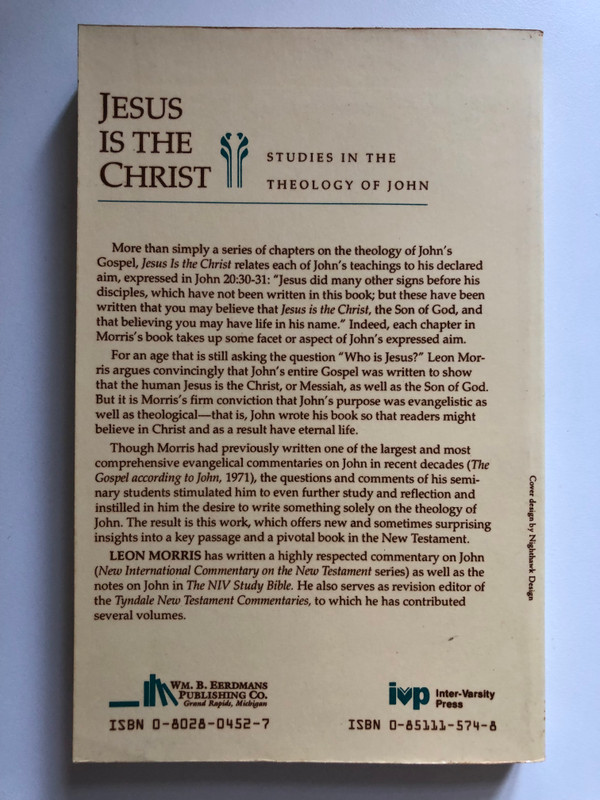 JESUS
IS THE
CHRIST
STUDIES IN THE
THEOLOGY OF JOHN
More than simply a series of chapters on the theology of John's
Gospel, Jesus Is the Christ relates each of John's teachings to his declared
aim, expressed in John 20:30-31: “Jesus did many other signs before his
disciples, which have not been written in this book; but these have been
written that you may believe that Jesus is the Christ, the Son of God, and
that believing you may have life in his name.” Indeed, each chapter in
Morris's book takes up some facet or aspect of John's expressed aim.
For an age that is still asking the question “Who is Jesus?” Leon Mor-
ris argues convincingly that John's entire Gospel was written to show
that the human Jesus is the Christ, or Messiah, as well as the Son of God.
But it is Morris's firm conviction that John's purpose was evangelistic as
well as theological—that is, John wrote his book so that readers might
believe in Christ and as a result have eternal life.
Though Morris had previously written one of the largest and most
comprehensive evangelical commentaries on John in recent decades (The
Gospel according to John, 1971), the questions and comments of his semi-
nary students stimulated him to even further study and reflection and
instilled in him the desire to write something solely on the theology of
John. The result is this work, which offers new and sometimes surprising
insights into a key passage and a pivotal book in the New Testament.
LEON MORRIS has written a highly respected commentary on John
(New International Commentary on the New Testament series) as well as the
notes on John in The NIV Study Bible. He also serves as revision editor of
the Tyndale New Testament Commentaries, to which he has contributed
several volumes.
Cover design by Nighthawk Design
WM. B. EERDMANS
PUBLISHING CO.
Grand Rapids, Michigan
ISBN 0-8028-0452-7
ivp
Inter-Varsity
Press
ISBN 0-85111-574-8